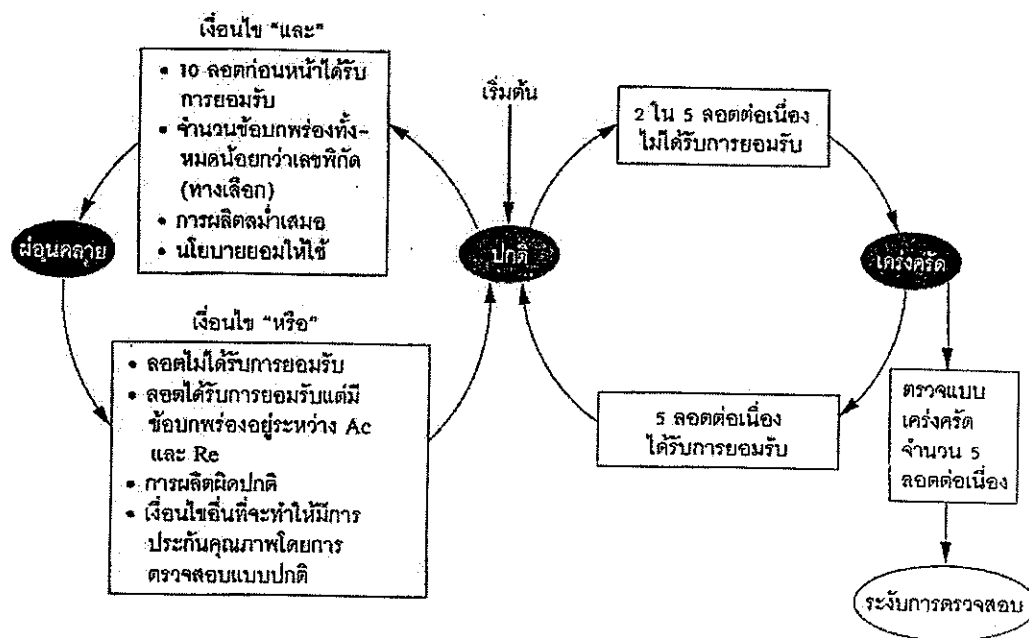 เงื่อนไข "และ"
• 10 ลอตก่อนหน้าได้รับ
การยอมรับ
• จำนวนข้อบกพร่องทั้ง-
หมดน้อยกว่าเลขพิกัด
(ทางเลือก)
• การผลิตสม่ำเสมอ
• นโยบายยอมให้ใช้
เริ่มต้น
2 ใน 5 ลอตต่อเนื่อง
ไม่ได้รับการยอมรับ
ผ่อนคลาย
ปกติ
เคร่งครัด
เงื่อนไข "หรือ"
• ลอตไม่ได้รับการยอมรับ
• ลอตได้รับการยอมรับแต่มี
ข้อบกพร่องอยู่ระหว่าง Ac
และ Re
• การผลิตผิดปกติ
• เงื่อนไขอื่นที่จะทำให้มีการ
ประกันคุณภาพโดยการ
ตรวจสอบแบบปกติ
5 ลอตต่อเนื่อง
ได้รับการยอมรับ
ตรวจแบบ
เคร่งครัด
จำนวน 5
ลอตต่อเนื่อง
ระงับการตรวจสอบ